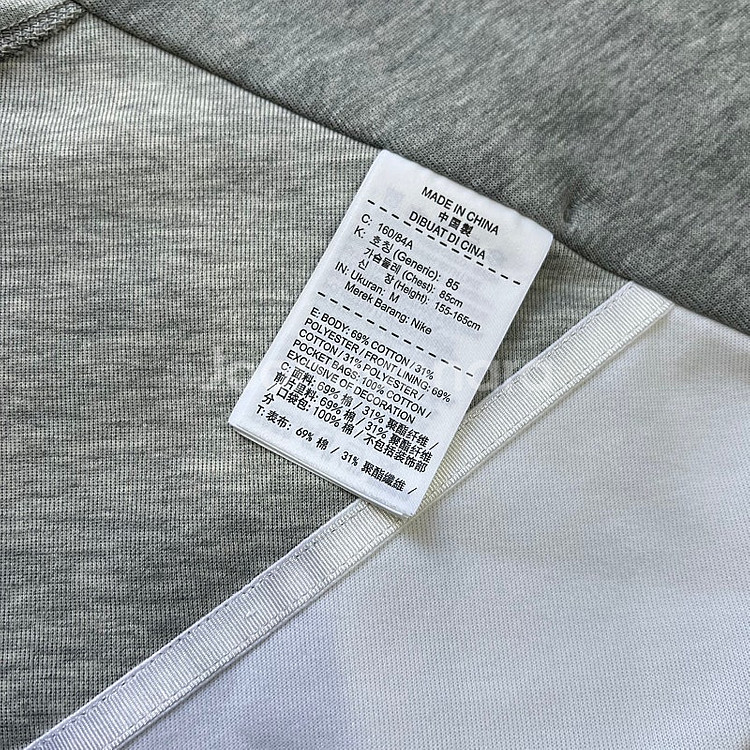 MADE IN CHINA
中國製
DIBUAT DI CINA
C: 160/84A
K: 호칭 (Generic): 85
가슴둘레 (Chest): 85cm
신 장 (Height): 155-165cm
IN: Ukuran: M
Merek Barang: Nike
E: BODY: 69% COTTON / 31%
POLYESTER / FRONT LINING: 69%
COTTON / 31% POLYESTER /
POCKET BAGS: 100% COTTON /
EXCLUSIVE OF DECORATION
C: 面料: 69% 棉 / 31% 聚酯纤维 /
前片里料: 69% 棉 / 31% 聚酯纤维
/ 口袋包: 100% 棉 / 不包括装饰部
分
T: 表布: 69% 棉 / 31% 聚酯纖維 /